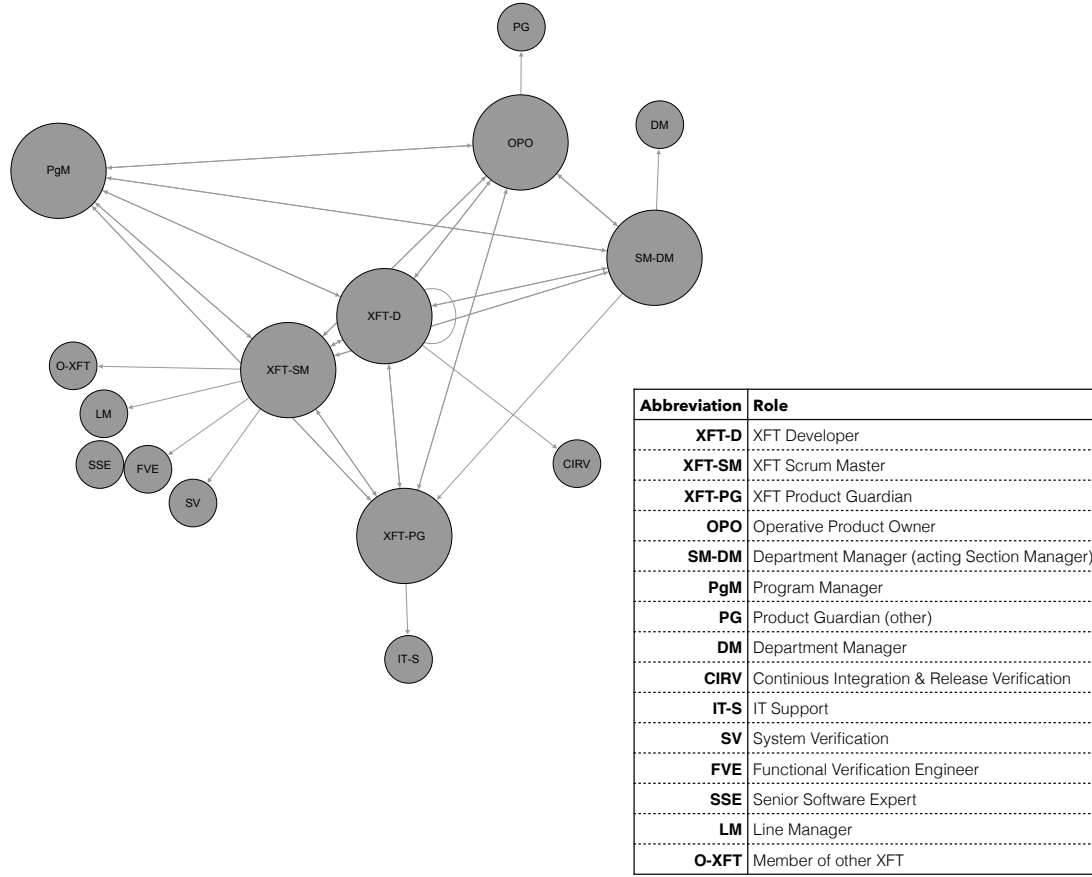 PG
OPO
DM
PgM
SM-DM
XFT-D
O-XFT
XFT-SM
LM
SSE
FVE
CIRV
SV
XFT-PG
IT-S
Abbreviation Role
XFT-D XFT Developer
XFT-SM XFT Scrum Master
XFT-PG XFT Product Guardian
OPO Operative Product Owner
SM-DM Department Manager (acting Section Manager)
PgM Program Manager
PG Product Guardian (other)
DM Department Manager
CIRV Continious Integration & Release Verification
IT-S IT Support
SV System Verification
FVE Functional Verification Engineer
SSE Senior Software Expert
LM Line Manager
O-XFT Member of other XFT